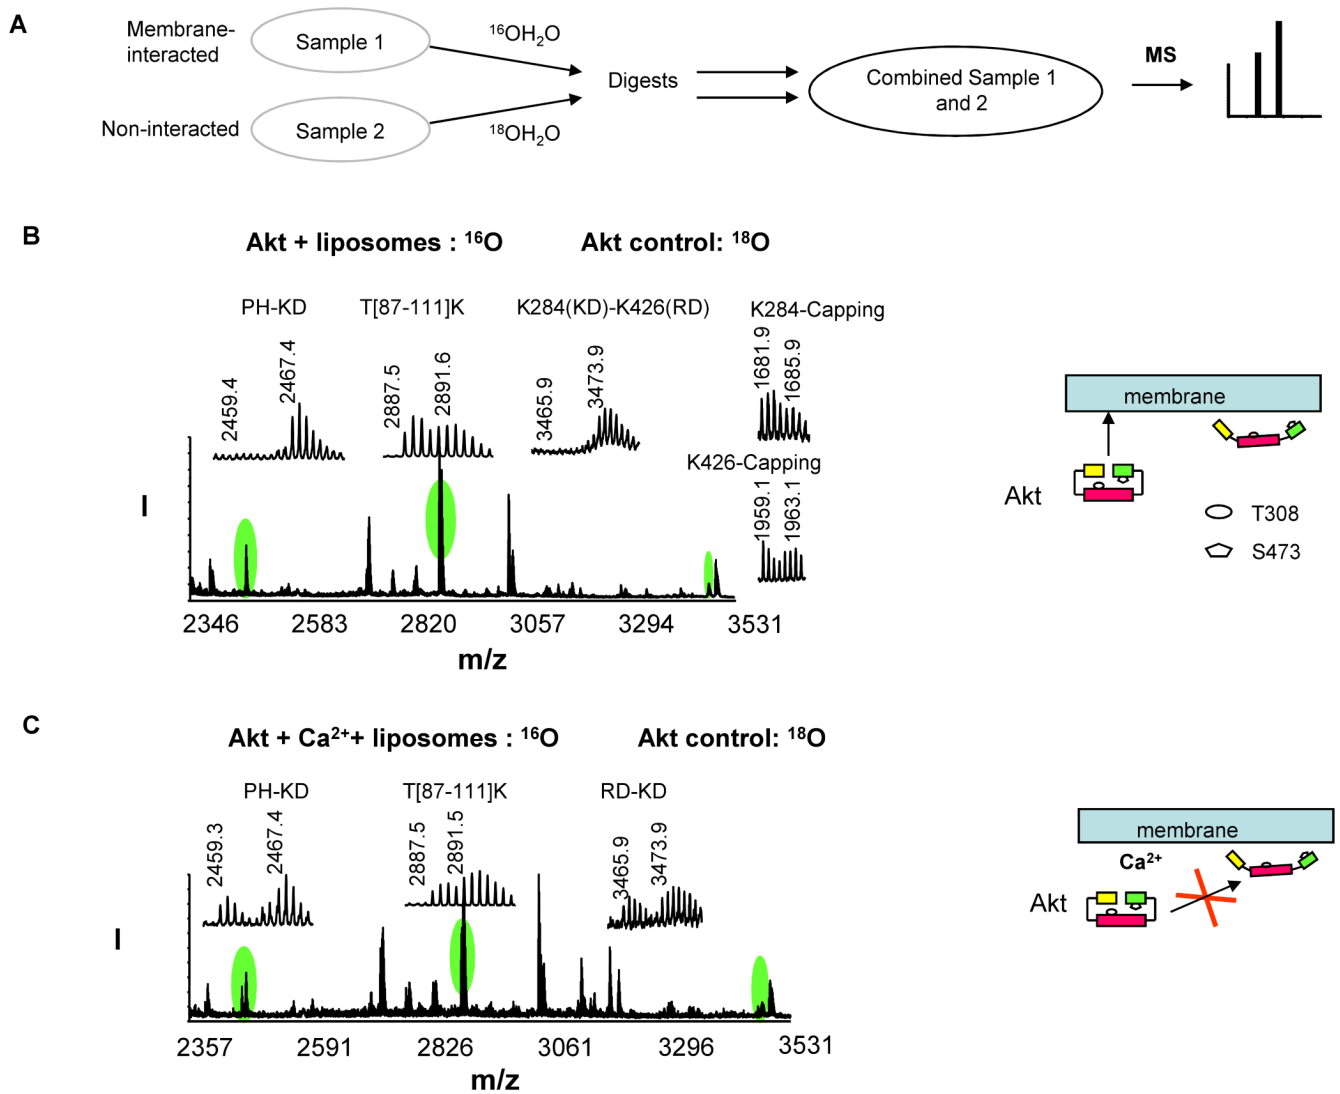 A
Membrane-
interacted
Sample 1
¹⁶OH₂O
Non-interacted
Sample 2
¹⁸OH₂O
Digests
Combined Sample 1
and 2
MS
B
Akt + liposomes : ¹⁶O
Akt control: ¹⁸O
PH-KD
T[87-111]K
K284(KD)-K426(RD)
K284-Capping
2459.4
2467.4
2887.5
2891.6
3465.9
3473.9
1681.9
1685.9
K426-Capping
1959.1
1963.1
I
2346
2583
2820
3057
3294
3531
m/z
membrane
Akt
T308
S473
C
Akt + Ca²⁺+ liposomes : ¹⁶O
Akt control: ¹⁸O
PH-KD
T[87-111]K
RD-KD
2459.3
2467.4
2887.5
2891.5
3465.9
3473.9
I
2357
2591
2826
3061
3296
3531
m/z
membrane
Ca²⁺
Akt